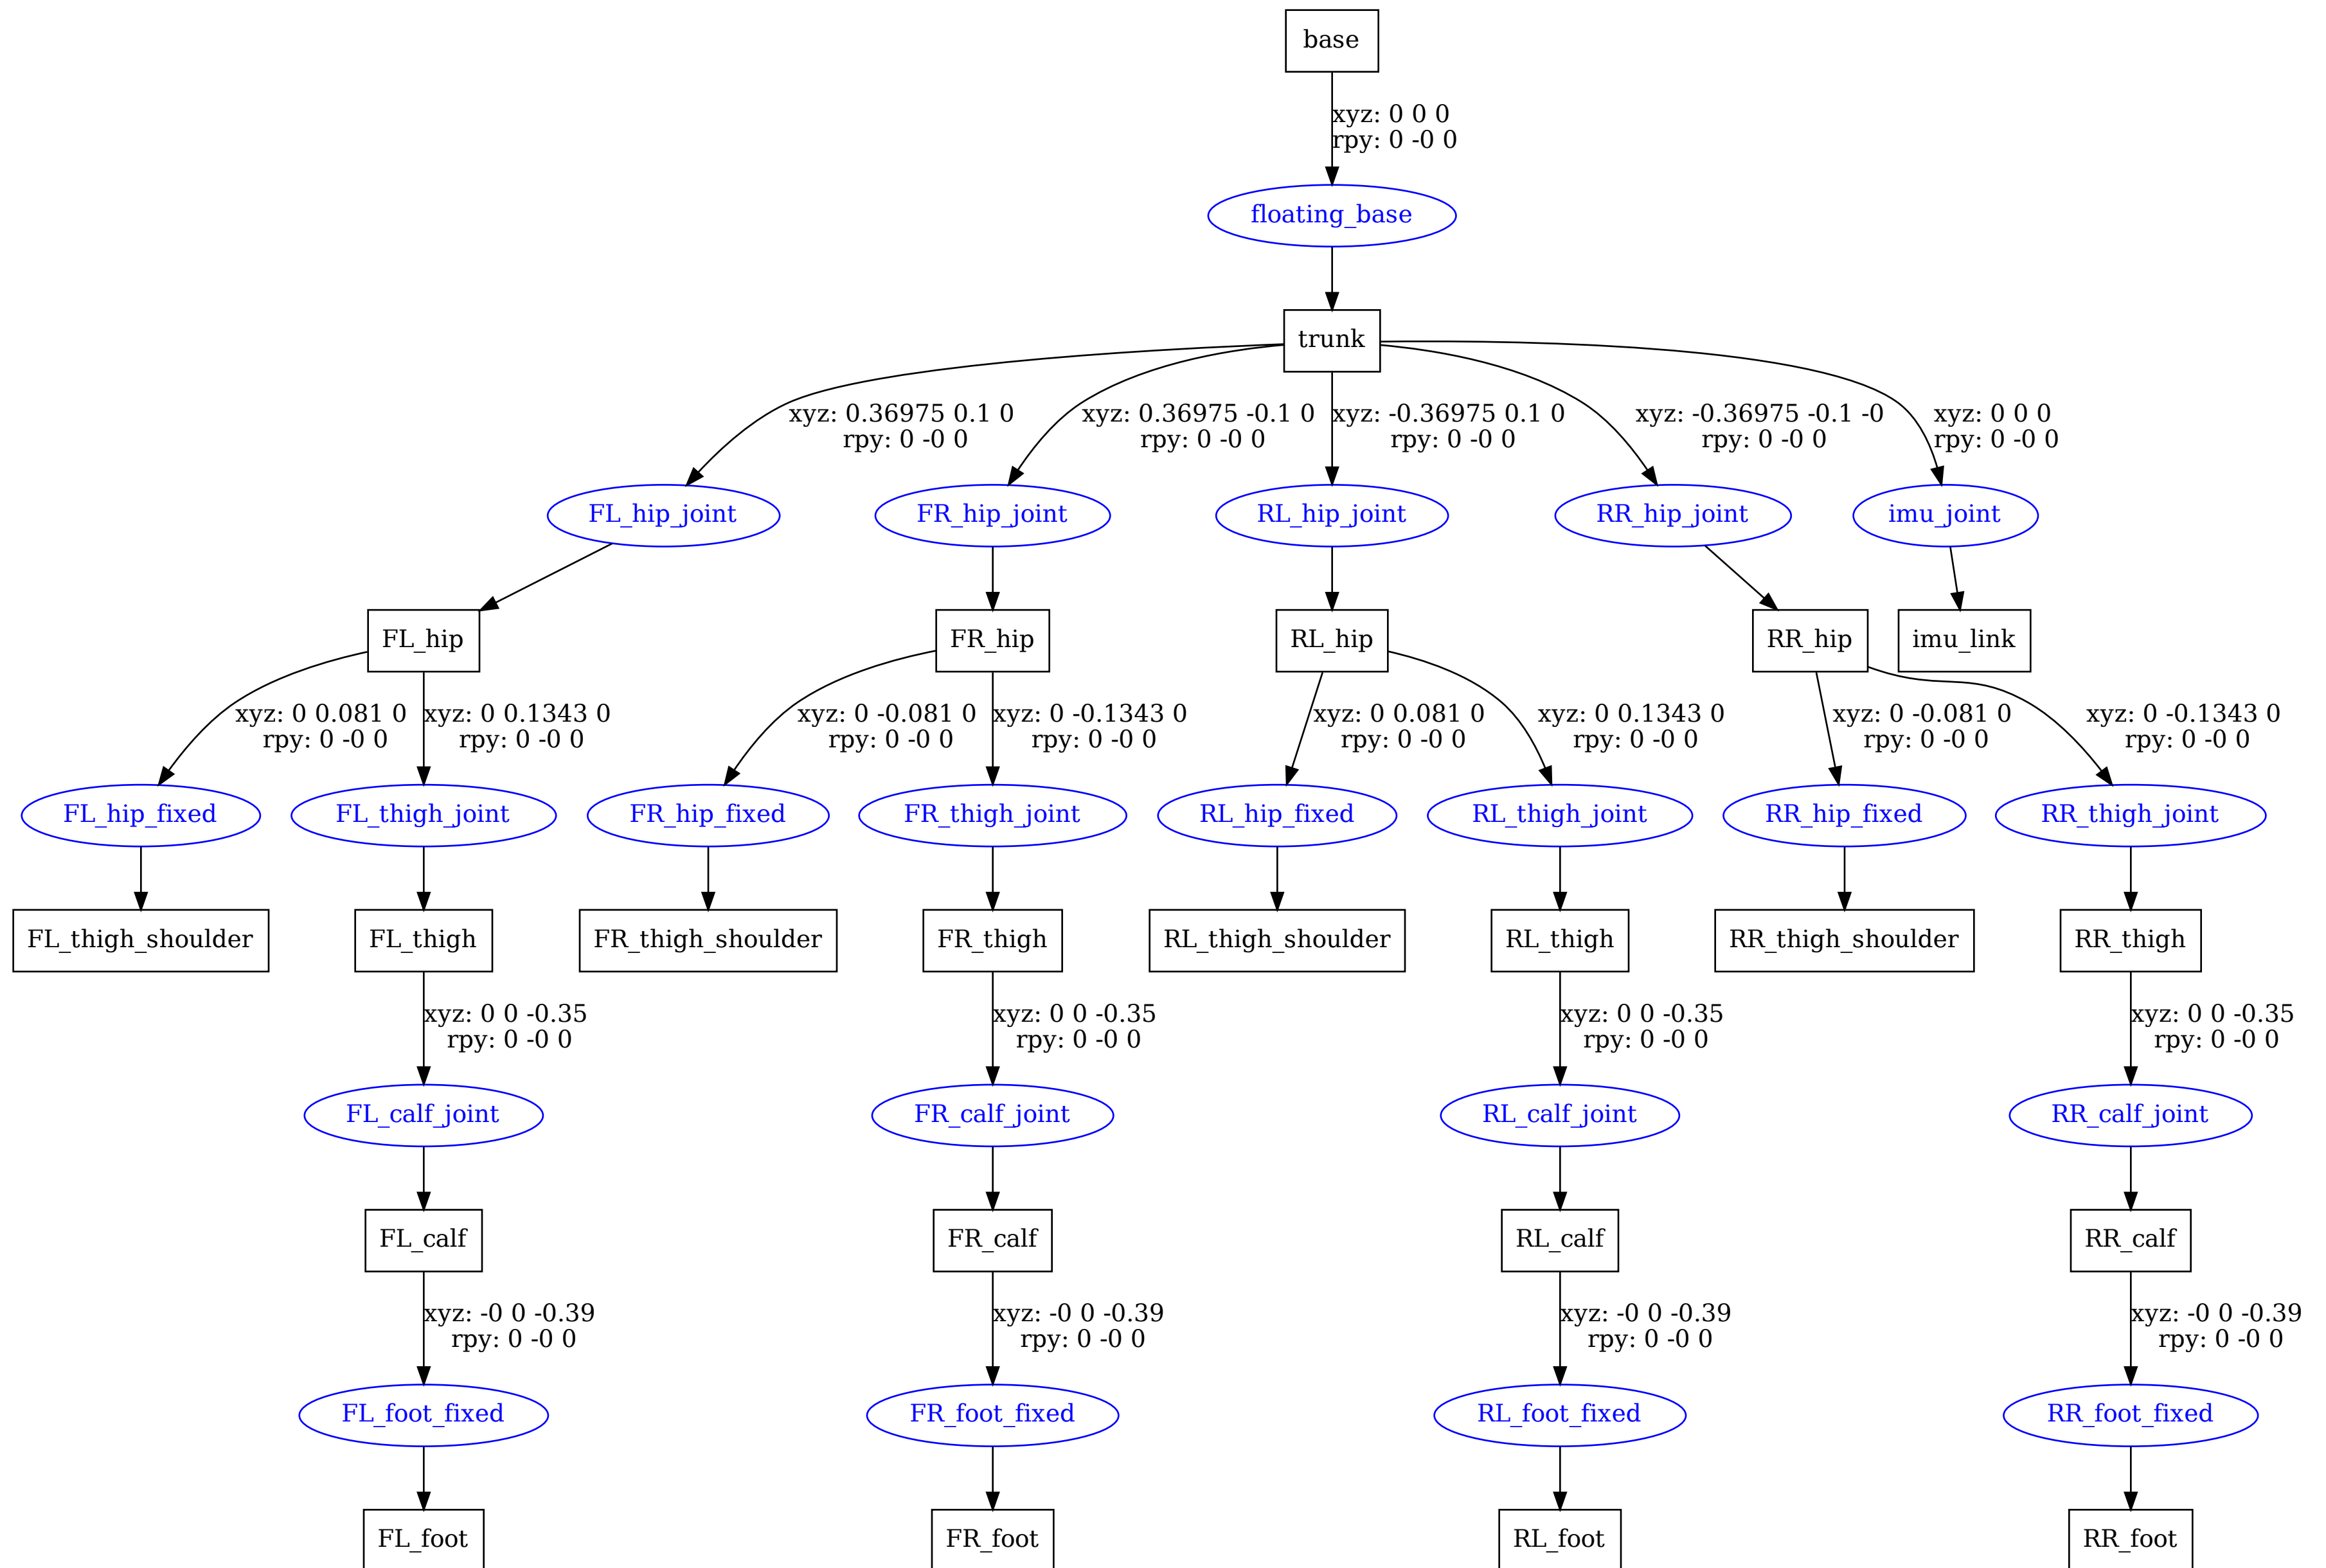 base
xyz: 0 0 0
rpy: 0 -0 0
floating_base
trunk
xyz: 0.36975 0.1 0
rpy: 0 -0 0
xyz: 0.36975 -0.1 0
rpy: 0 -0 0
xyz: -0.36975 0.1 0
rpy: 0 -0 0
xyz: -0.36975 -0.1 -0
rpy: 0 -0 0
xyz: 0 0 0
rpy: 0 -0 0
FL_hip_joint
FR_hip_joint
RL_hip_joint
RR_hip_joint
imu_joint
FL_hip
FR_hip
RL_hip
RR_hip
imu_link
xyz: 0 0.081 0
rpy: 0 -0 0
xyz: 0 0.1343 0
rpy: 0 -0 0
xyz: 0 -0.081 0
rpy: 0 -0 0
xyz: 0 -0.1343 0
rpy: 0 -0 0
xyz: 0 0.081 0
rpy: 0 -0 0
xyz: 0 0.1343 0
rpy: 0 -0 0
xyz: 0 -0.081 0
rpy: 0 -0 0
xyz: 0 -0.1343 0
rpy: 0 -0 0
FL_hip_fixed
FL_thigh_joint
FR_hip_fixed
FR_thigh_joint
RL_hip_fixed
RL_thigh_joint
RR_hip_fixed
RR_thigh_joint
FL_thigh_shoulder
FL_thigh
FR_thigh_shoulder
FR_thigh
RL_thigh_shoulder
RL_thigh
RR_thigh_shoulder
RR_thigh
xyz: 0 0 -0.35
rpy: 0 -0 0
xyz: 0 0 -0.35
rpy: 0 -0 0
xyz: 0 0 -0.35
rpy: 0 -0 0
xyz: 0 0 -0.35
rpy: 0 -0 0
FL_calf_joint
FR_calf_joint
RL_calf_joint
RR_calf_joint
FL_calf
FR_calf
RL_calf
RR_calf
xyz: -0 0 -0.39
rpy: 0 -0 0
xyz: -0 0 -0.39
rpy: 0 -0 0
xyz: -0 0 -0.39
rpy: 0 -0 0
xyz: -0 0 -0.39
rpy: 0 -0 0
FL_foot_fixed
FR_foot_fixed
RL_foot_fixed
RR_foot_fixed
FL_foot
FR_foot
RL_foot
RR_foot